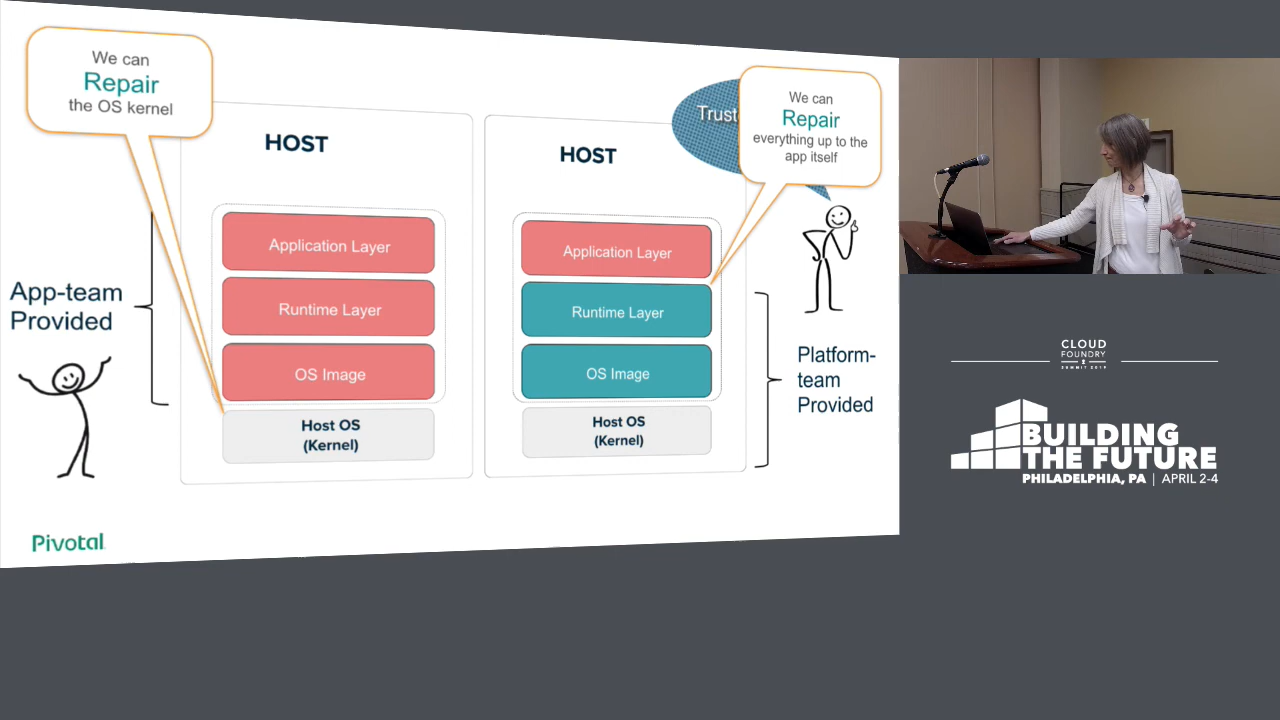 We can
Repair
the OS kernel
HOST
Application Layer
Runtime Layer
OS Image
Host OS
(Kernel)
App-team
Provided
HOST
We can
Repair
everything up to the
app itself
Application Layer
Runtime Layer
OS Image
Host OS
(Kernel)
Platform-
team
Provided
Pivotal
CLOUD
FOUNDRY
SUMMIT 2019
BUILDING
THE FUTURE
PHILADELPHIA, PA | APRIL 2-4